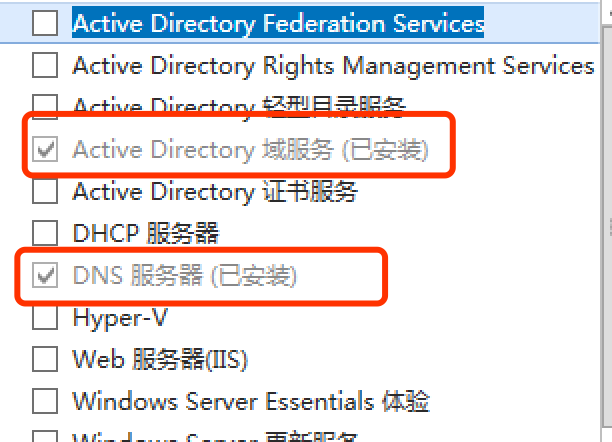 Active Directory Federation Services
Active Directory Rights Management Services
Active Directory 轻型目录服务
Active Directory 域服务 (已安装)
Active Directory 证书服务
DHCP 服务器
DNS 服务器 (已安装)
Hyper-V
Web 服务器(IIS)
Windows Server Essentials 体验
Windows Server 更新服务